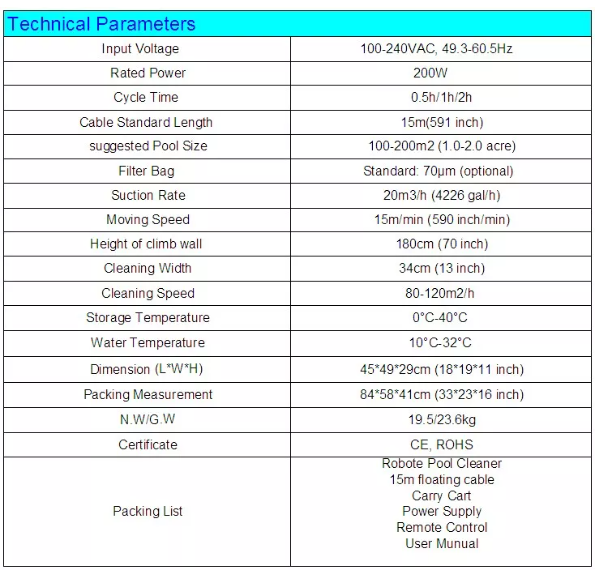 Technical Parameters
Input Voltage 100-240VAC, 49.3-60.5Hz
Rated Power 200W
Cycle Time 0.5h/1h/2h
Cable Standard Length 15m(591 inch)
suggested Pool Size 100-200m2 (1.0-2.0 acre)
Filter Bag Standard: 70μm (optional)
Suction Rate 20m3/h (4226 gal/h)
Moving Speed 15m/min (590 inch/min)
Height of climb wall 180cm (70 inch)
Cleaning Width 34cm (13 inch)
Cleaning Speed 80-120m2/h
Storage Temperature 0°C-40°C
Water Temperature 10°C-32°C
Dimension (L*W*H) 45*49*29cm (18*19*11 inch)
Packing Measurement 84*58*41cm (33*23*16 inch)
N.W/G.W 19.5/23.6kg
Certificate CE, ROHS
Packing List
Robote Pool Cleaner
15m floating cable
Carry Cart
Power Supply
Remote Control
User Munual